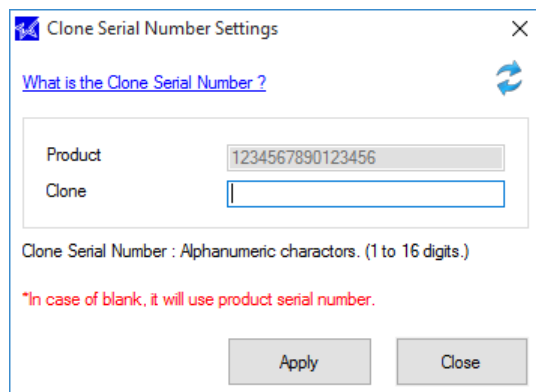 Clone Serial Number Settings
What is the Clone Serial Number ?
Product 1234567890123456
Clone
Clone Serial Number : Alphanumeric charactors. (1 to 16 digits.)
*In case of blank, it will use product serial number.
Apply Close